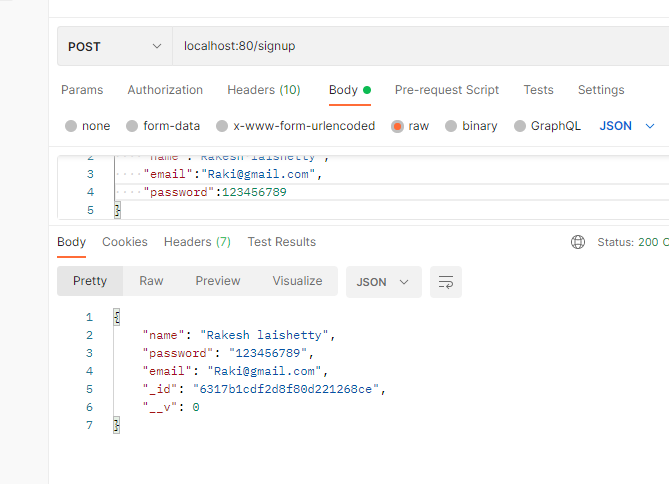 POST localhost:80/signup
Params Authorization Headers (10) Body Pre-request Script Tests Settings
none form-data x-www-form-urlencoded raw binary GraphQL JSON
2 "name":"Rakesh laishetty",
3 "email":"Raki@gmail.com",
4 "password":123456789
5 }
Body Cookies Headers (7) Test Results Status: 200 O
Pretty Raw Preview Visualize JSON
1 {
2 "name": "Rakesh laishetty",
3 "password": "123456789",
4 "email": "Raki@gmail.com",
5 "_id": "6317b1cdf2d8f80d221268ce",
6 "__v": 0
7 }